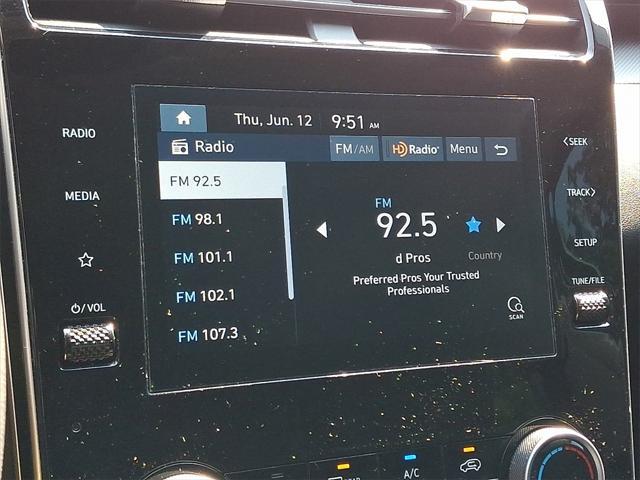 Thu, Jun. 12 9:51 AM
RADIO
Radio FM/AM HD Radio Menu
SEEK
FM 92.5
MEDIA
TRACK
FM
FM 98.1
92.5
SETUP
FM 101.1
d Pros Country
Preferred Pros Your Trusted
Professionals
TUNE/FILE
FM 102.1
/VOL
SCAN
FM 107.3
A/C